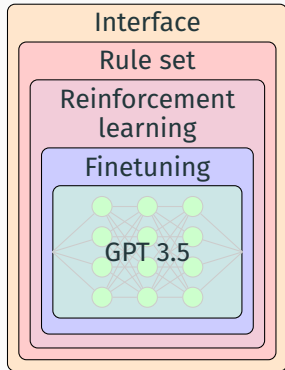 Interface
Rule set
Reinforcement
learning
Finetuning
GPT 3.5